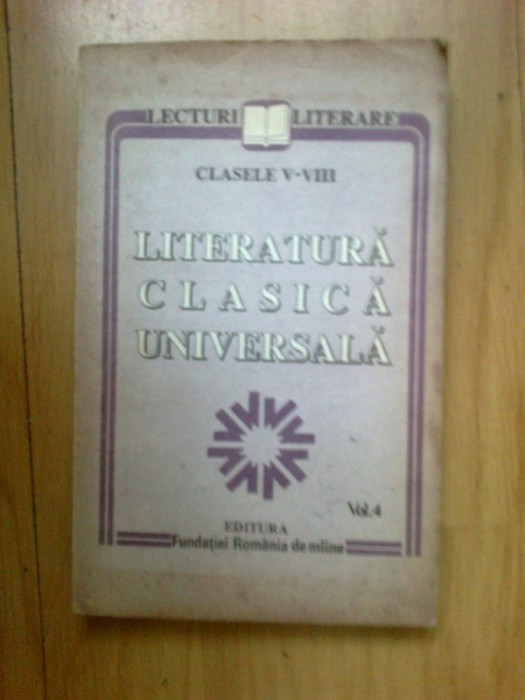 LECTURI LITERARE
CLASELE V-VIII
LITERATURĂ
CLASICĂ
UNIVERSALĂ
Vol.4
EDITURA
Fundației România de mîine